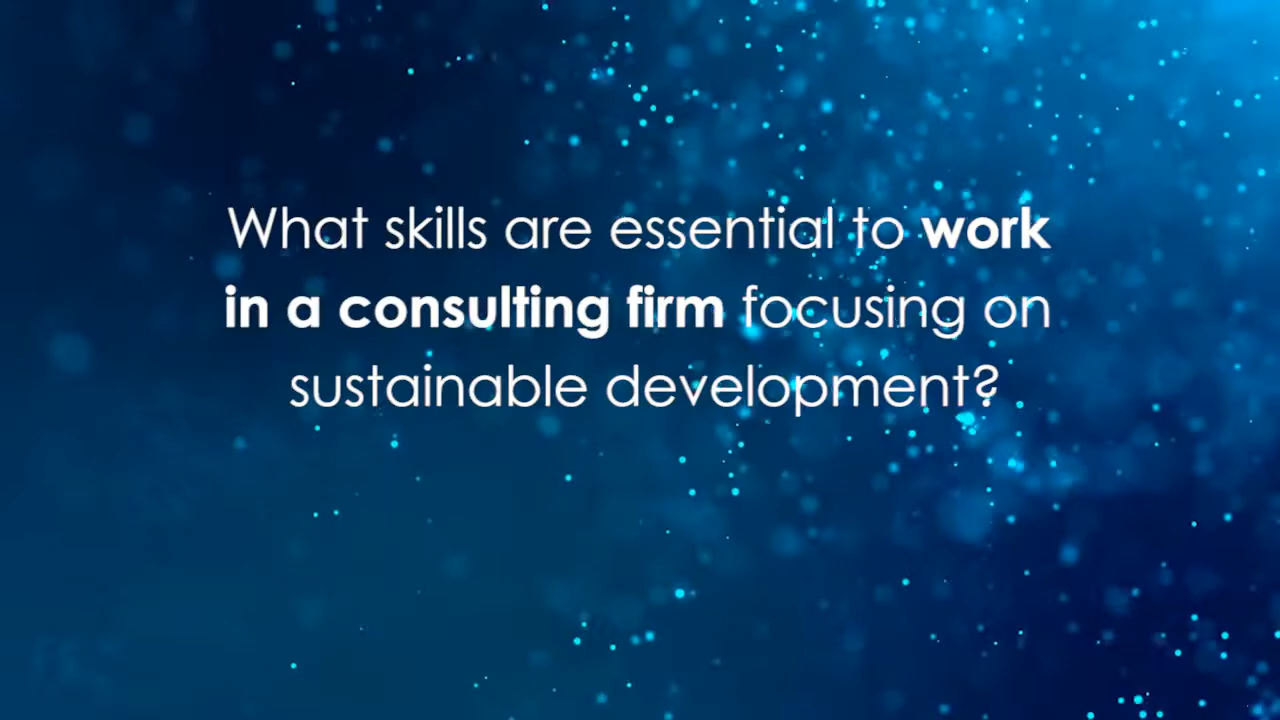 What skills are essential to work
in a consulting firm focusing on
sustainable development?